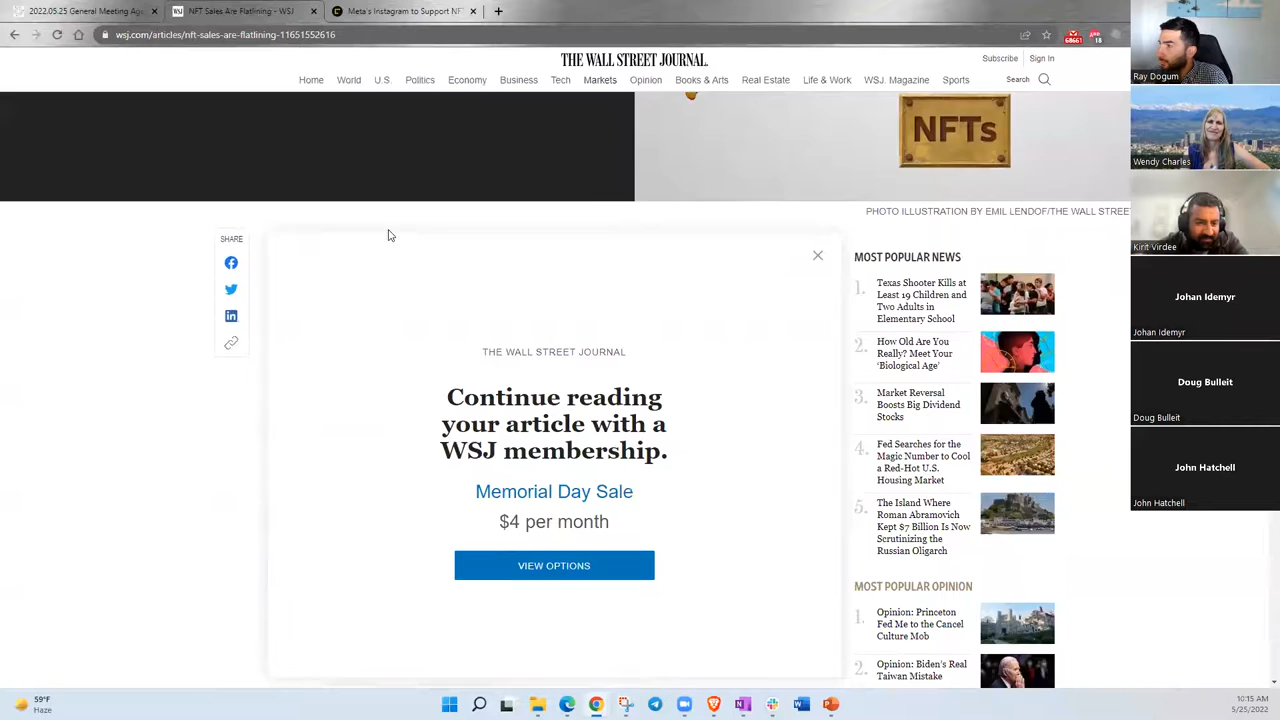 2022.05.25 General Meeting Ag
NFT Sales Are Flatlining - WSJ
Meta's Instagram to Support NFT
wsj.com/articles/nft-sales-are-flatlining-11651552616
68661
18
THE WALL STREET JOURNAL.
Subscribe
Sign In
Home
World
U.S.
Politics
Economy
Business
Tech
Markets
Opinion
Books & Arts
Real Estate
Life & Work
WSJ. Magazine
Sports
Search
NFTs
PHOTO ILLUSTRATION BY EMIL LENDOF/THE WALL STREE
SHARE
THE WALL STREET JOURNAL
Continue reading
your article with a
WSJ membership.
Memorial Day Sale
$4 per month
VIEW OPTIONS
MOST POPULAR NEWS
1.
Texas Shooter Kills at
Least 19 Children and
Two Adults in
Elementary School
2.
How Old Are You
Really? Meet Your
‘Biological Age’
3.
Market Reversal
Boosts Big Dividend
Stocks
4.
Fed Searches for the
Magic Number to Cool
a Red-Hot U.S.
Housing Market
5.
The Island Where
Roman Abramovich
Kept $7 Billion Is Now
Scrutinizing the
Russian Oligarch
MOST POPULAR OPINION
1.
Opinion: Princeton
Fed Me to the Cancel
Culture Mob
2.
Opinion: Biden's Real
Taiwan Mistake
Ray Dogum
Wendy Charles
Kirit Virdee
Johan Idemyr
Johan Idemyr
Doug Bulleit
Doug Bulleit
John Hatchell
John Hatchell
59°F
Haze
10:15 AM
5/25/2022